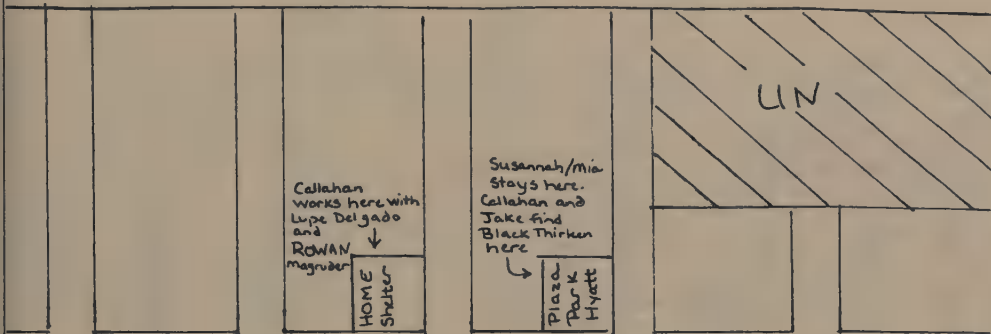 UN
Callahan
works here with
Lupe Delgado
and
ROWAN
Magruder
HOME
Shelter
Susannah/Mia
Stays here.
Callahan and
Jake find
Black Thirteen
here
Plaza
Park
Hyatt